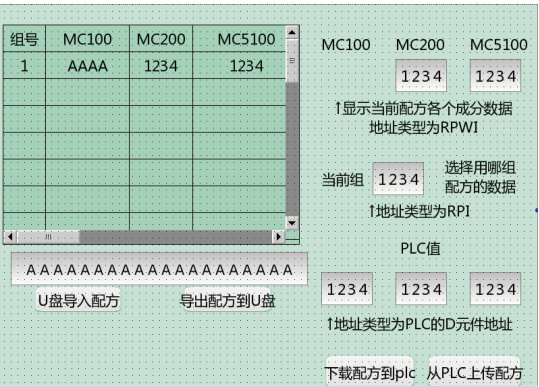 组号 MC100 MC200 MC5100
1 AAAA 1234 1234
MC100 MC200 MC5100
1234 1234
↑显示当前配方各个成分数据
地址类型为RPWI
当前组 1234 选择用哪组
配方的数据
↑地址类型为RPI
PLC值
AAAAAAAAAAAAAAAAAAAA
U盘导入配方 导出配方到U盘
1234 1234 1234
↑地址类型为PLC的D元件地址
下载配方到plc 从PLC上传配方